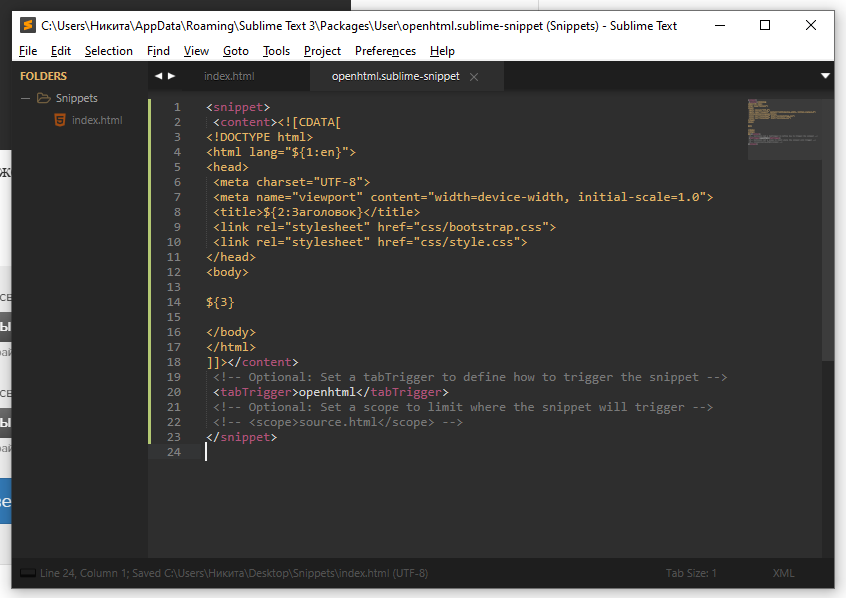 C:\Users\Никита\AppData\Roaming\Sublime Text 3\Packages\User\openhtml.sublime-snippet (Snippets) - Sublime Text
File Edit Selection Find View Goto Tools Project Preferences Help
FOLDERS
Snippets
index.html
index.html openhtml.sublime-snippet
1 <snippet>
2 <content><![CDATA[
3 <!DOCTYPE html>
4 <html lang="${1:en}">
5 <head>
6 <meta charset="UTF-8">
7 <meta name="viewport" content="width=device-width, initial-scale=1.0">
8 <title>${2:Заголовок}</title>
9 <link rel="stylesheet" href="css/bootstrap.css">
10 <link rel="stylesheet" href="css/style.css">
11 </head>
12 <body>
13
14 ${3}
15
16 </body>
17 </html>
18 ]]></content>
19 <!-- Optional: Set a tabTrigger to define how to trigger the snippet -->
20 <tabTrigger>openhtml</tabTrigger>
21 <!-- Optional: Set a scope to limit where the snippet will trigger -->
22 <!-- <scope>source.html</scope> -->
23 </snippet>
24
Line 24, Column 1; Saved C:\Users\Никита\Desktop\Snippets\index.html (UTF-8) Tab Size: 1 XML